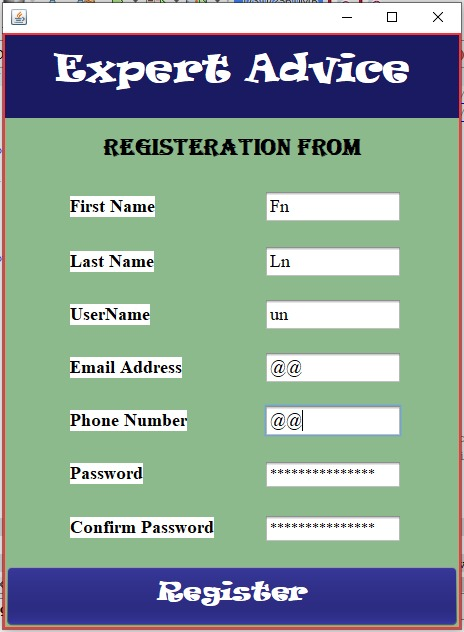 Expert Advice
REGISTERATION FROM
First Name Fn
Last Name Ln
UserName un
Email Address @@
Phone Number @@
Password ***************
Confirm Password ***************
Register